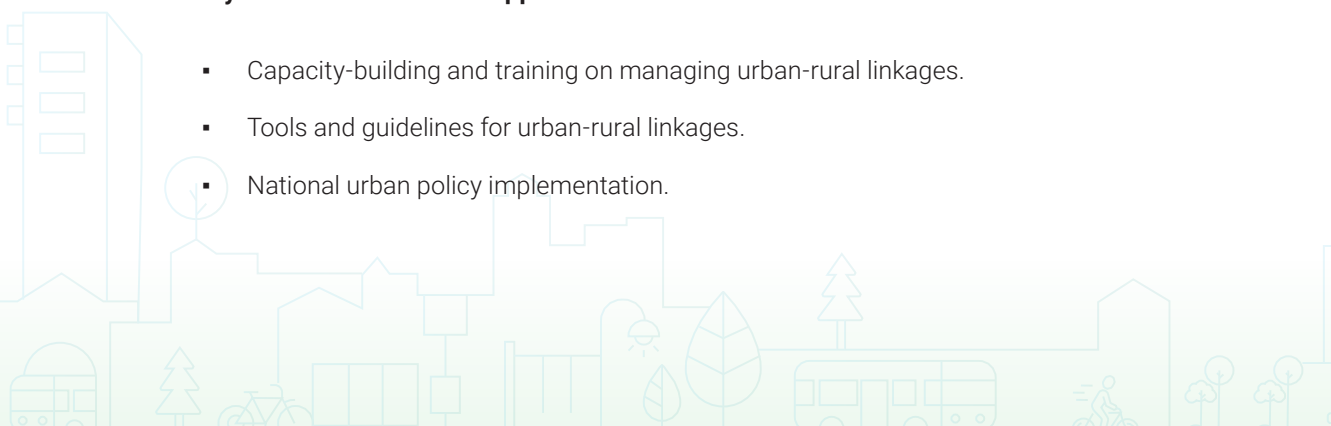 ▪ Capacity-building and training on managing urban-rural linkages.
▪ Tools and guidelines for urban-rural linkages.
▪ National urban policy implementation.